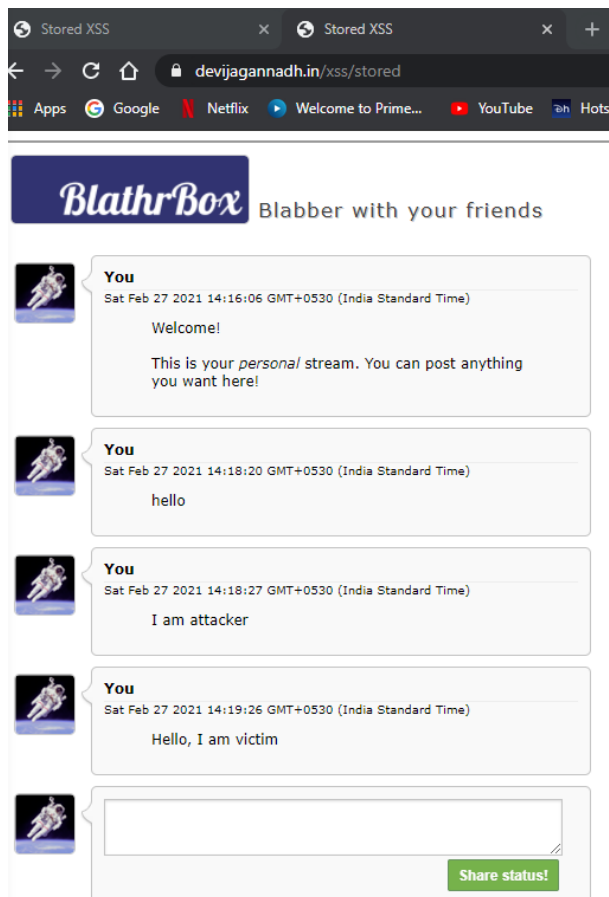 Stored XSS
Stored XSS
devijagannadh.in/xss/stored
Apps Google Netflix Welcome to Prime... YouTube Hots
BlathrBox Blabber with your friends
You
Sat Feb 27 2021 14:16:06 GMT+0530 (India Standard Time)
Welcome!
This is your personal stream. You can post anything
you want here!
You
Sat Feb 27 2021 14:18:20 GMT+0530 (India Standard Time)
hello
You
Sat Feb 27 2021 14:18:27 GMT+0530 (India Standard Time)
I am attacker
You
Sat Feb 27 2021 14:19:26 GMT+0530 (India Standard Time)
Hello, I am victim
Share status!